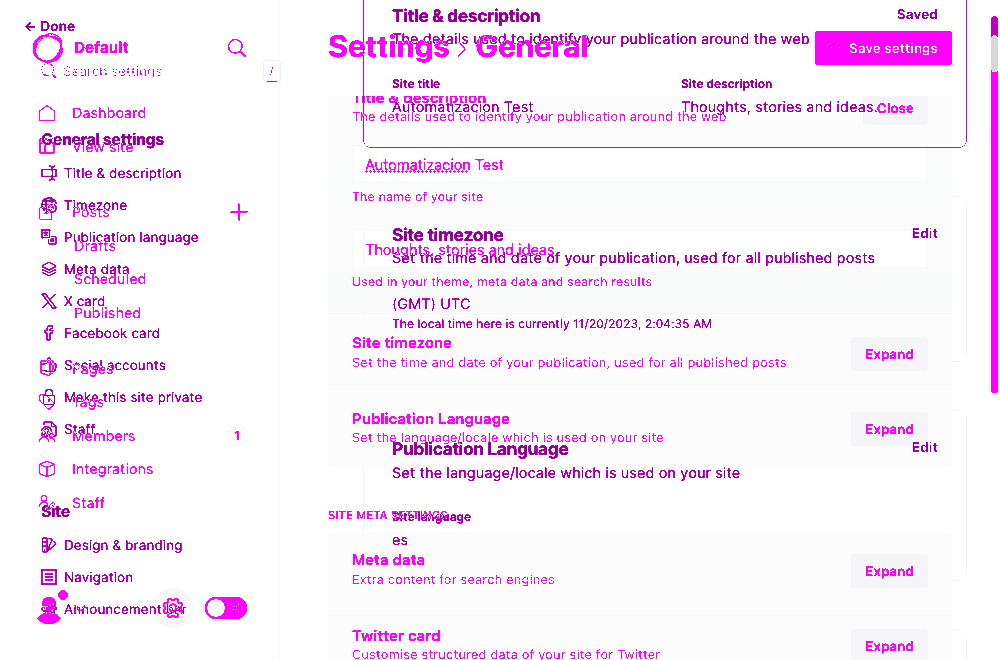 ← Done
Default
Search settings
/
Dashboard
General settings
View site
Title & description
Timezone
Posts
Publication language
Drafts
Meta data
Scheduled
X card
Published
Facebook card
Social accounts
Pages
Make this site private
Tags
Staff
Members
1
Integrations
Staff
Site
Design & branding
Navigation
Announcement bar
Title & description
Saved
The details used to identify your publication around the web
Settings > General
Save settings
Site title
Site description
Title & description
Automatizacion Test
Thoughts, stories and ideas.
Close
The details used to identify your publication around the web
Automatizacion Test
The name of your site
Site timezone
Edit
Thoughts, stories and ideas.
Set the time and date of your publication, used for all published posts
Used in your theme, meta data and search results
(GMT) UTC
The local time here is currently 11/20/2023, 2:04:35 AM
Site timezone
Expand
Set the time and date of your publication, used for all published posts
Publication Language
Expand
Set the language/locale which is used on your site
Publication Language
Edit
Set the language/locale which is used on your site
SITE META SETTINGS
Site language
es
Meta data
Expand
Extra content for search engines
Twitter card
Expand
Customise structured data of your site for Twitter